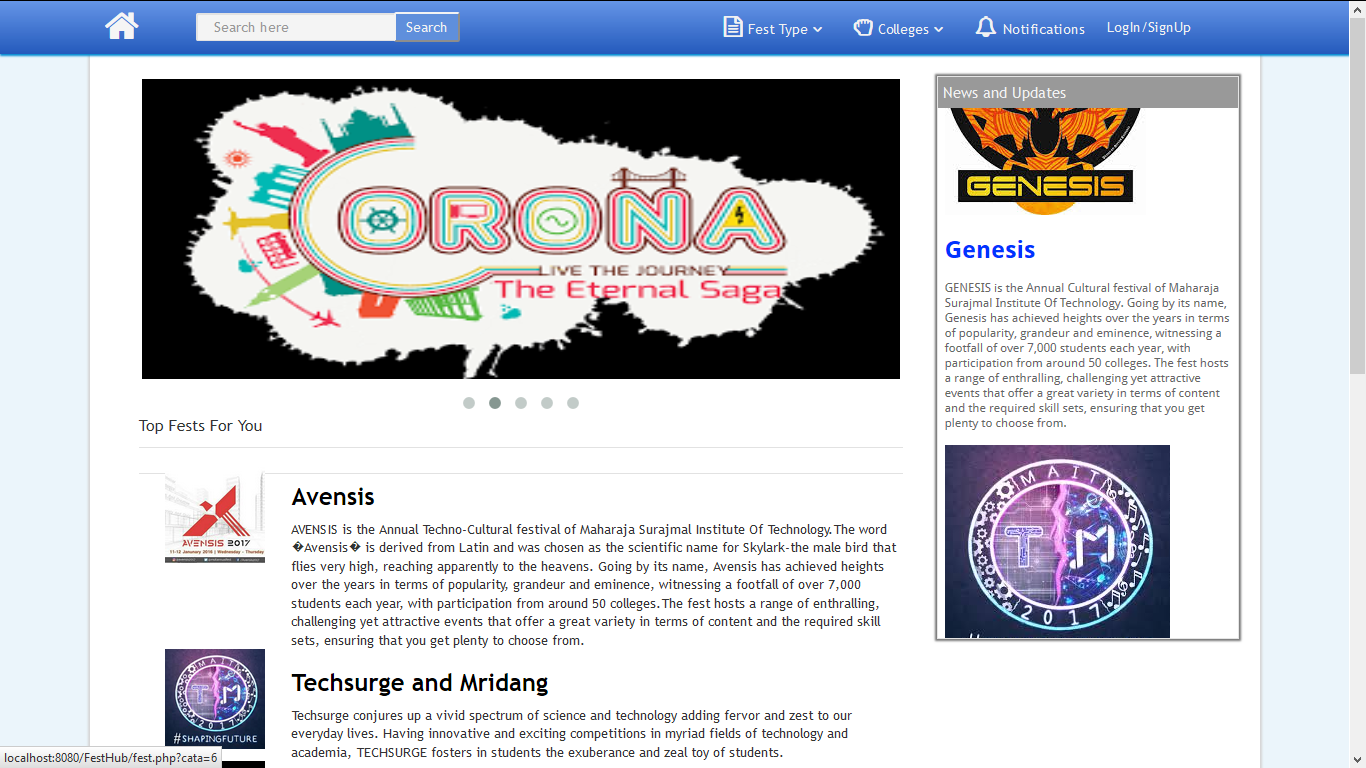 Search here
Search
Fest Type
Colleges
Notifications
LogIn/SignUp
CORONA
LIVE THE JOURNEY
The Eternal Saga
Top Fests For You
AVENSIS 2017
Avensis
AVENSIS is the Annual Techno-Cultural festival of Maharaja Surajmal Institute Of Technology.The word
�Avensis� is derived from Latin and was chosen as the scientific name for Skylark-the male bird that
flies very high, reaching apparently to the heavens. Going by its name, Avensis has achieved heights
over the years in terms of popularity, grandeur and eminence, witnessing a footfall of over 7,000
students each year, with participation from around 50 colleges.The fest hosts a range of enthralling,
challenging yet attractive events that offer a great variety in terms of content and the required skill
sets, ensuring that you get plenty to choose from.
MAIT
T M
2017
#SHAPINGFUTURE
Techsurge and Mridang
Techsurge conjures up a vivid spectrum of science and technology adding fervor and zest to our
everyday lives. Having innovative and exciting competitions in myriad fields of technology and
academia, TECHSURGE fosters in students the exuberance and zeal toy of students.
News and Updates
GENESIS
Genesis
GENESIS is the Annual Cultural festival of Maharaja
Surajmal Institute Of Technology. Going by its name,
Genesis has achieved heights over the years in terms
of popularity, grandeur and eminence, witnessing a
footfall of over 7,000 students each year, with
participation from around 50 colleges. The fest hosts
a range of enthralling, challenging yet attractive
events that offer a great variety in terms of content
and the required skill sets, ensuring that you get
plenty to choose from.
MAIT
T M
2017
localhost:8080/FestHub/fest.php?cata=6